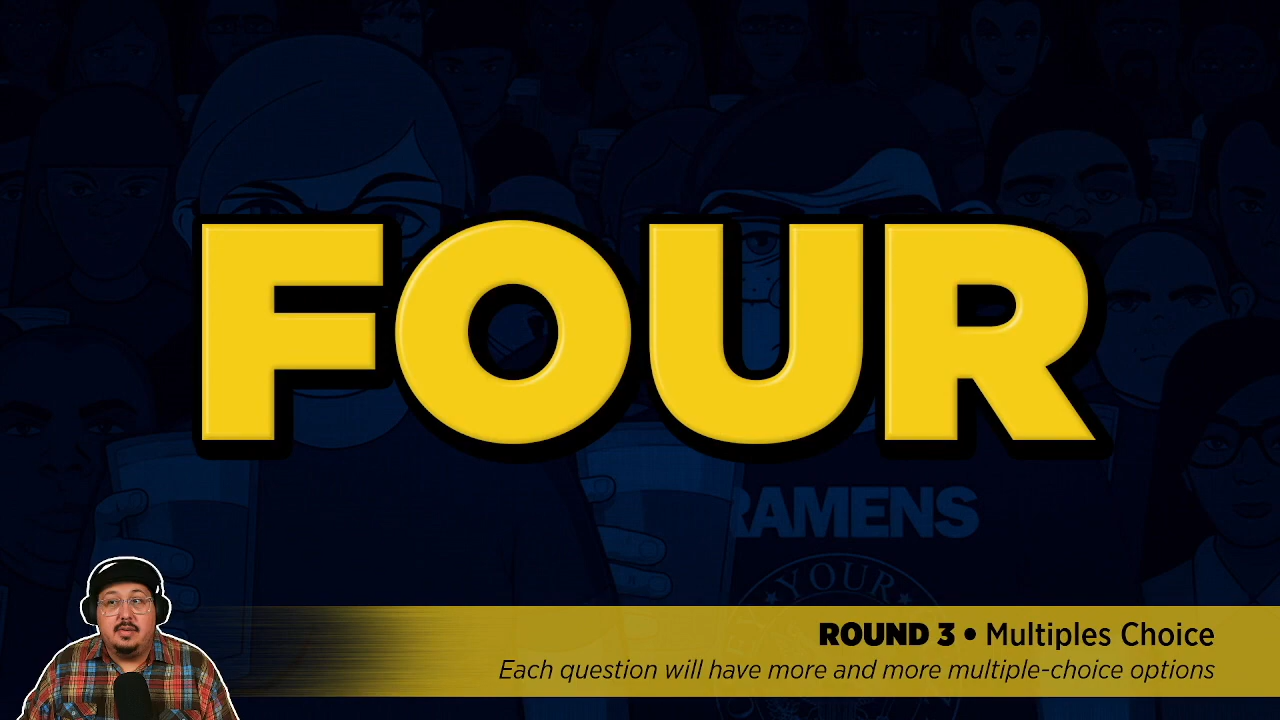 FOUR
RAMENS
YOUR
ROUND 3 • Multiples Choice
Each question will have more and more multiple-choice options